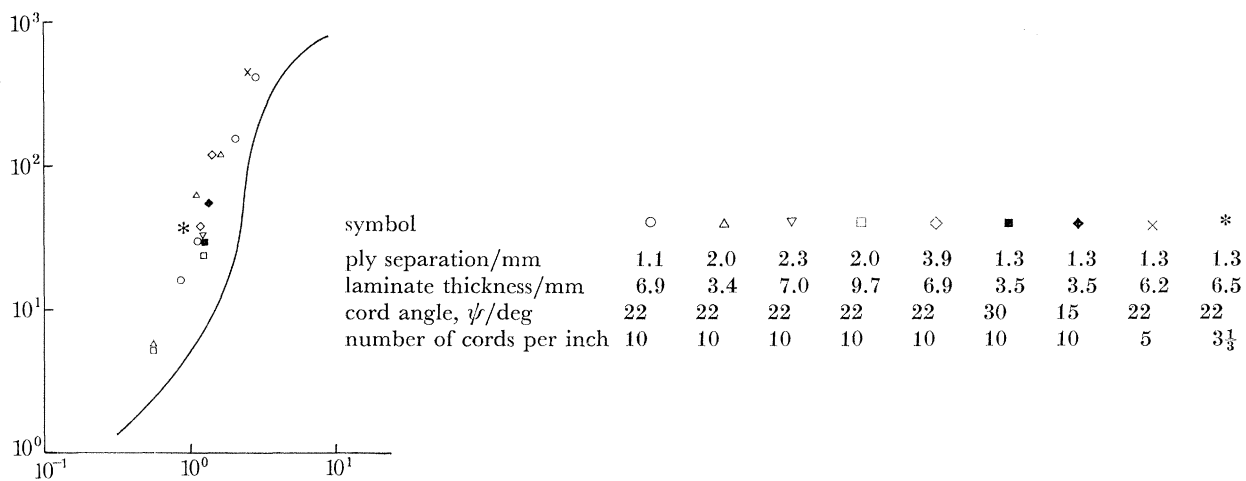 10³
10²
10¹
10⁰
10⁻¹ 10⁰ 10¹
symbol ○ △ ▽ □ ◇ ■ ◆ × *
ply separation/mm 1.1 2.0 2.3 2.0 3.9 1.3 1.3 1.3 1.3
laminate thickness/mm 6.9 3.4 7.0 9.7 6.9 3.5 3.5 6.2 6.5
cord angle, ψ/deg 22 22 22 22 22 30 15 22 22
number of cords per inch 10 10 10 10 10 10 10 5 3⅓